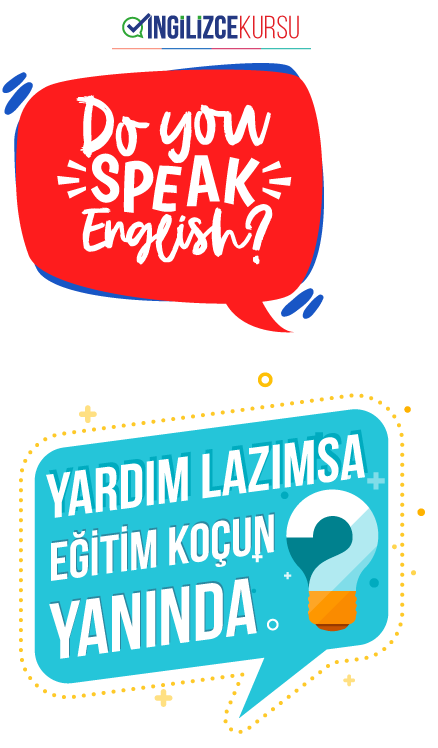 İNGİLİZCEKURSU
Do you
SPEAK
English?
YARDIM LAZIMSA
EĞİTİM KOÇUN
YANINDA